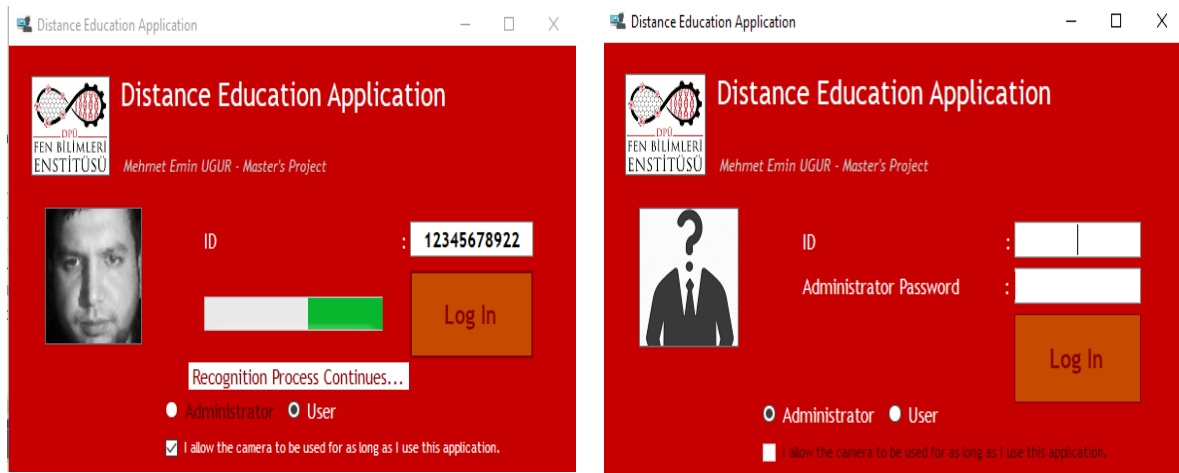 Distance Education Application
Distance Education Application
DPÜ
FEN BİLİMLERİ
ENSTİTÜSÜ
Mehmet Emin UGUR - Master's Project
ID : 12345678922
Log In
Recognition Process Continues...
Administrator User
I allow the camera to be used for as long as I use this application.
Distance Education Application
Distance Education Application
DPÜ
FEN BİLİMLERİ
ENSTİTÜSÜ
Mehmet Emin UGUR - Master's Project
ID :
Administrator Password :
Log In
Administrator User
I allow the camera to be used for as long as I use this application.